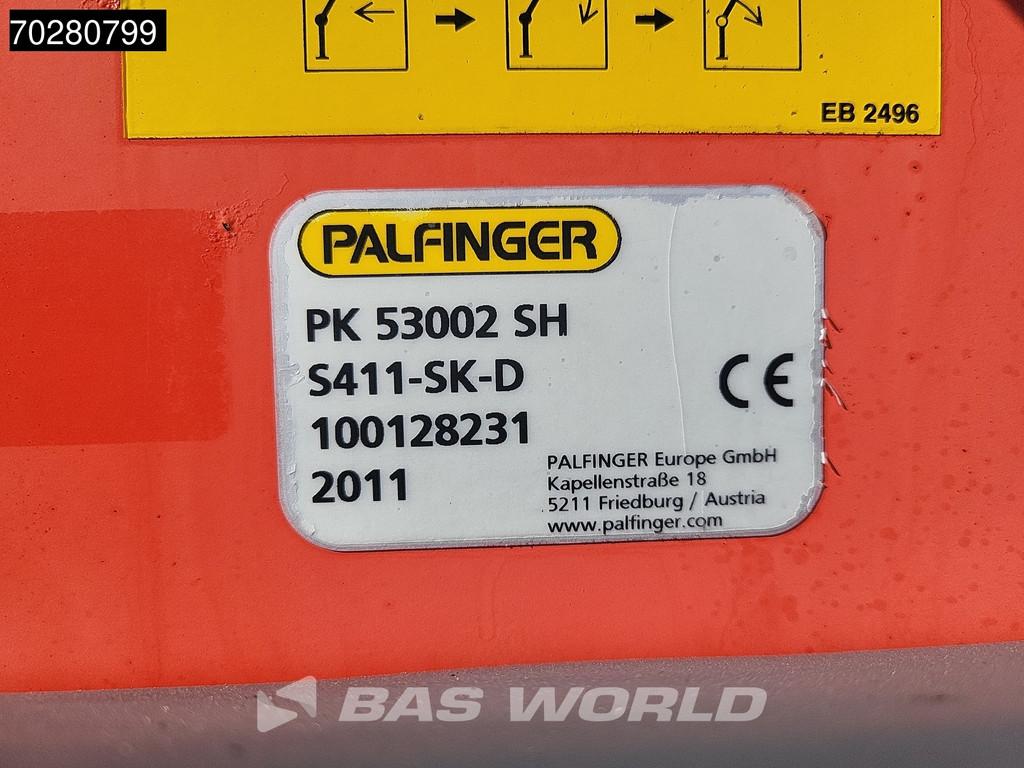 70280799
EB 2496
PALFINGER
PK 53002 SH
S411-SK-D
100128231
2011
CE
PALFINGER Europe GmbH
Kapellenstraße 18
5211 Friedburg / Austria
www.palfinger.com
BAS WORLD